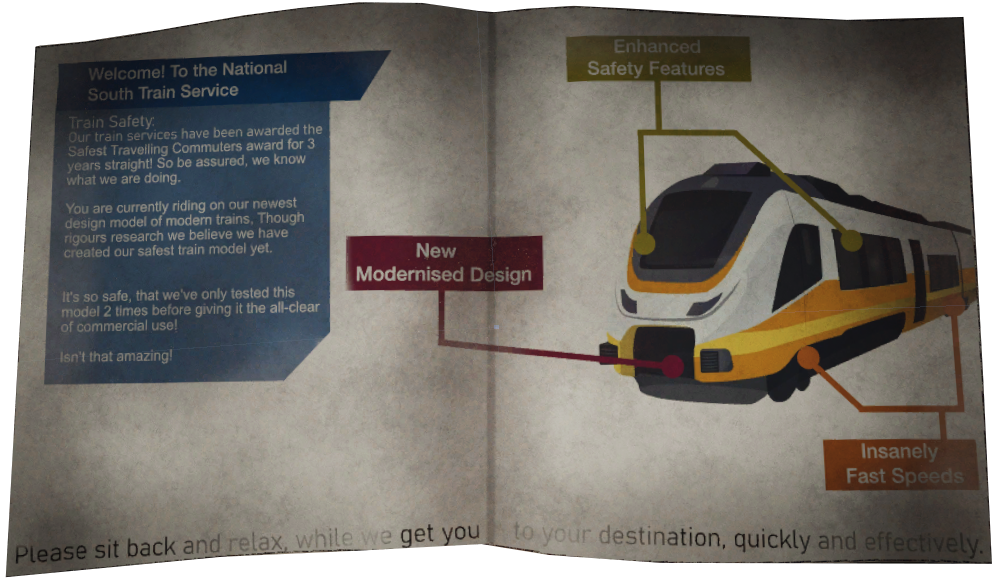 Welcome! To the National
South Train Service
Train Safety:
Our train services have been awarded the
Safest Travelling Commuters award for 3
years straight! So be assured, we know
what we are doing.
You are currently riding on our newest
design model of modern trains. Though
rigours research we believe we have
created our safest train model yet.
It's so safe, that we've only tested this
model 2 times before giving it the all-clear
of commercial use!
Isn't that amazing!
New
Modernised Design
Enhanced
Safety Features
Insanely
Fast Speeds
Please sit back and relax, while we get you to your destination, quickly and effectively.